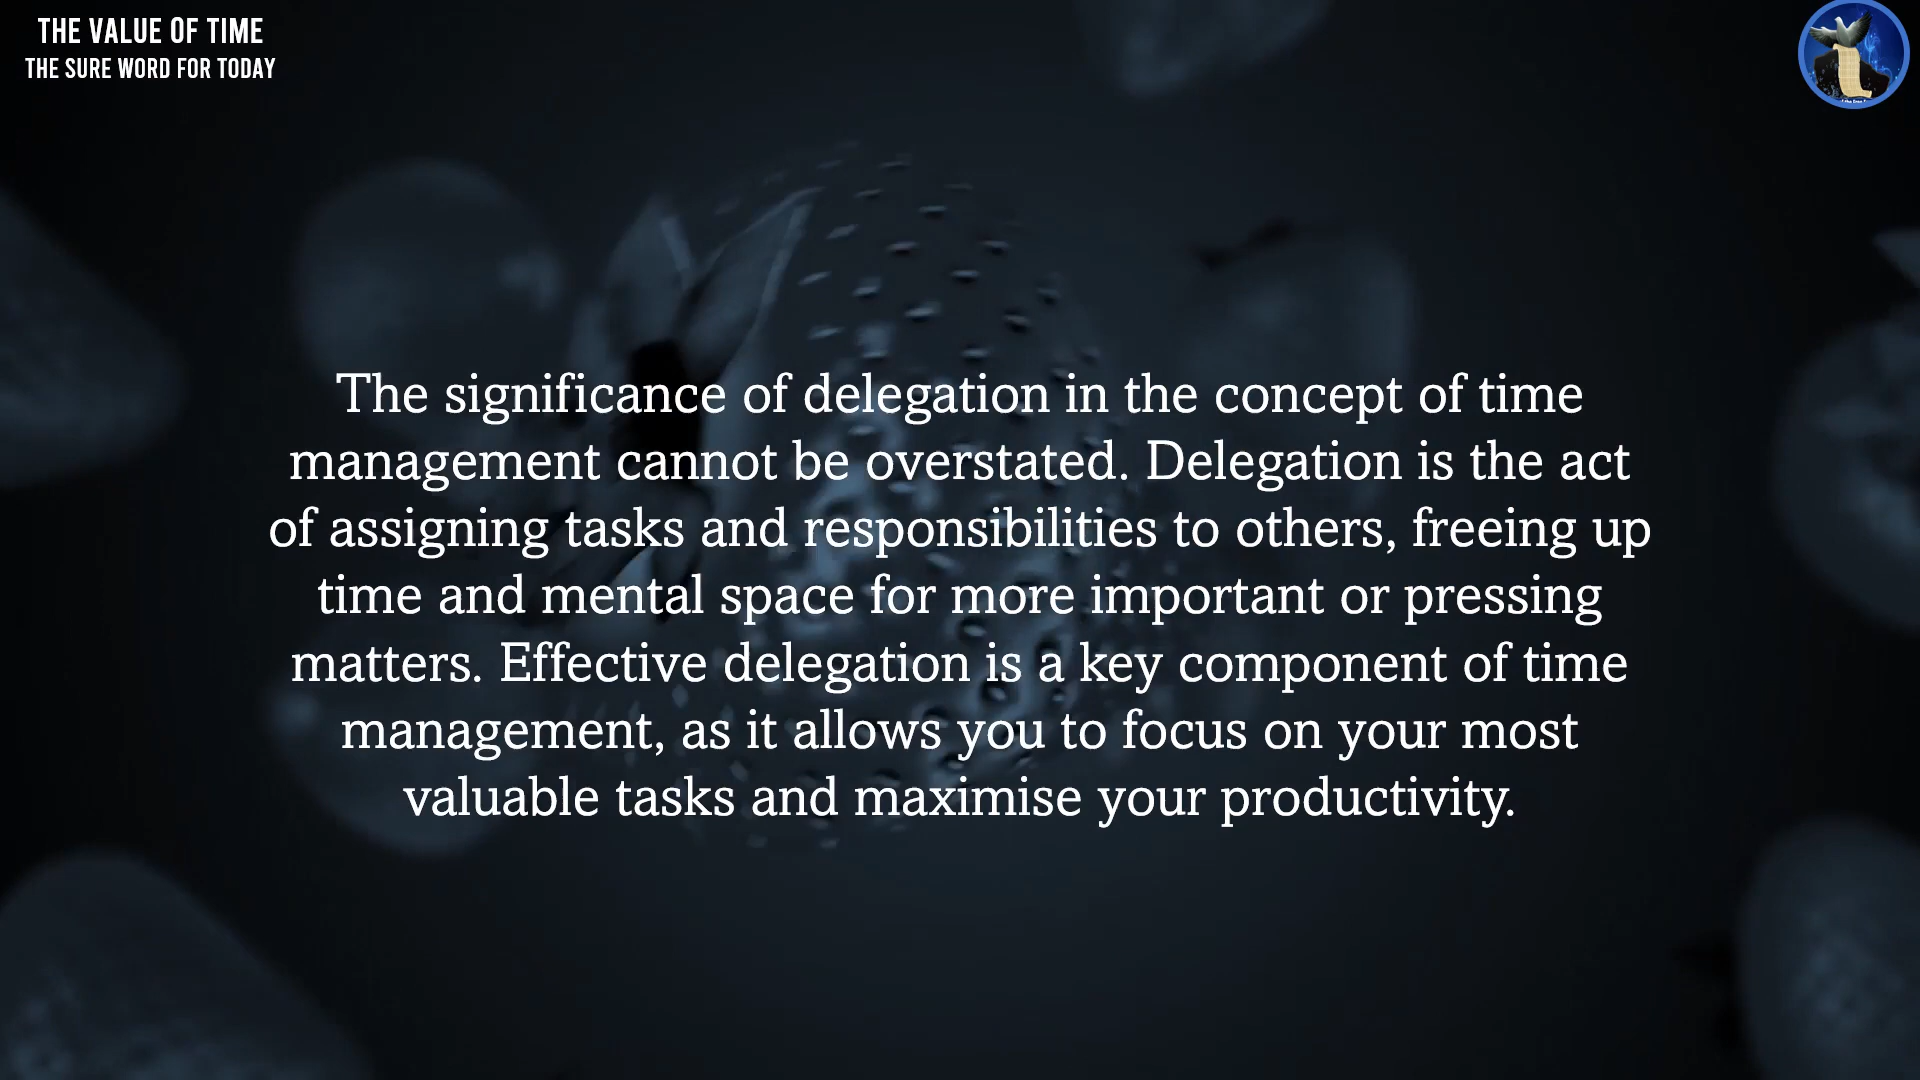 THE VALUE OF TIME
THE SURE WORD FOR TODAY
The significance of delegation in the concept of time
management cannot be overstated. Delegation is the act
of assigning tasks and responsibilities to others, freeing up
time and mental space for more important or pressing
matters. Effective delegation is a key component of time
management, as it allows you to focus on your most
valuable tasks and maximise your productivity.